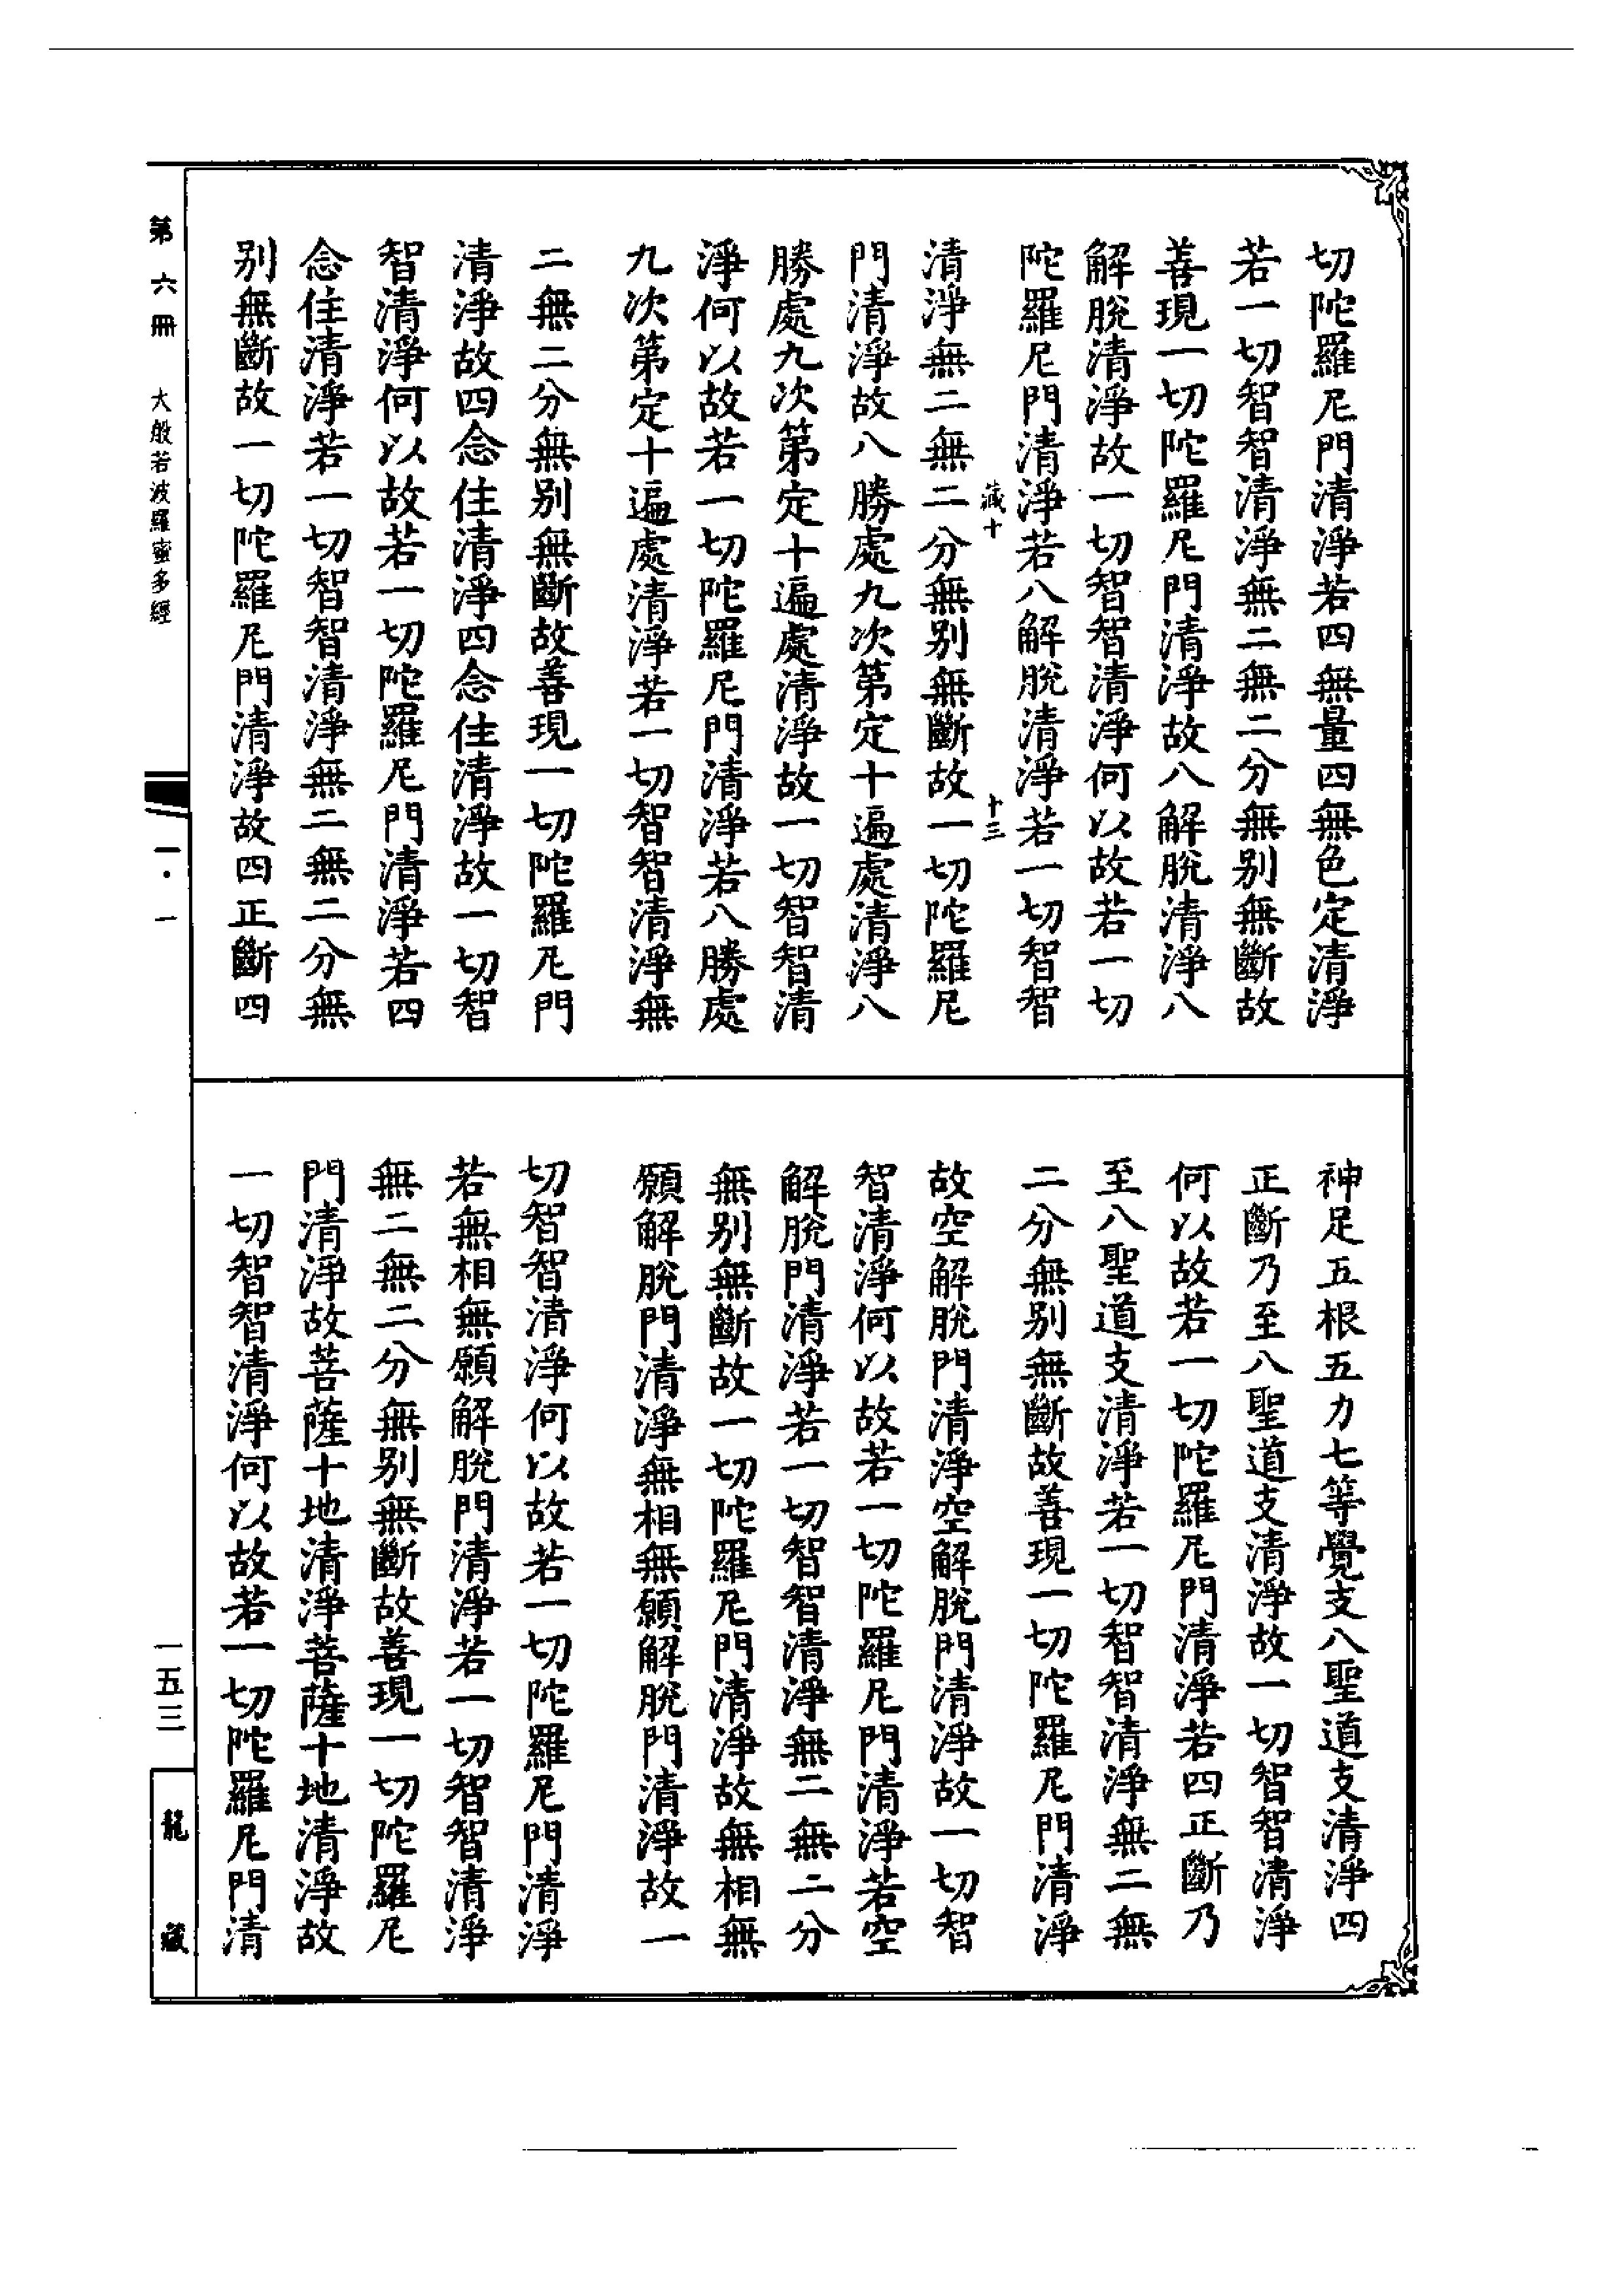 切陀羅尼門清淨若四無量四無色定清淨
若一切智智清淨無二無二分無別無斷故
善現一切陀羅尼門清淨故八解脫清淨八
解脫清淨故一切智智清淨何以故若一切
陀羅尼門清淨若八解脫清淨若一切智智
藏十
十三
清淨無二無二分無別無斷故一切陀羅尼
門清淨故八勝處九次第定十遍處清淨八
勝處九次第定十遍處清淨故一切智智清
淨何以故若一切陀羅尼門清淨若八勝處
九次第定十遍處清淨若一切智智清淨無
二無二分無別無斷故善現一切陀羅尼門
清淨故四念住清淨四念住清淨故一切智
智清淨何以故若一切陀羅尼門清淨若四
念住清淨若一切智智清淨無二無二分無
別無斷故一切陀羅尼門清淨故四正斷四
神足五根五力七等覺支八聖道支清淨四
正斷乃至八聖道支清淨故一切智智清淨
何以故若一切陀羅尼門清淨若四正斷乃
至八聖道支清淨若一切智智清淨無二無
二分無別無斷故善現一切陀羅尼門清淨
故空解脫門清淨空解脫門清淨故一切智
智清淨何以故若一切陀羅尼門清淨若空
解脫門清淨若一切智智清淨無二無二分
無別無斷故一切陀羅尼門清淨故無相無
願解脫門清淨無相無願解脫門清淨故一
切智智清淨何以故若一切陀羅尼門清淨
若無相無願解脫門清淨若一切智智清淨
無二無二分無別無斷故善現一切陀羅尼
門清淨故菩薩十地清淨菩薩十地清淨故
一切智智清淨何以故若一切陀羅尼門清
第六冊
大般若波羅蜜多經
一·一
一五三
龍藏